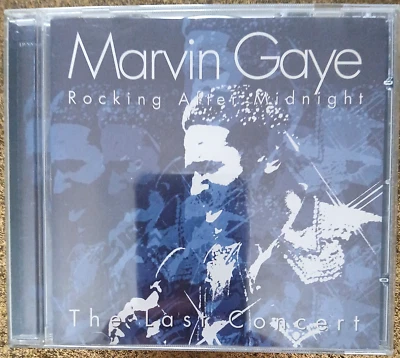 Marvin Gaye
Rocking After Midnight
The Last Concert